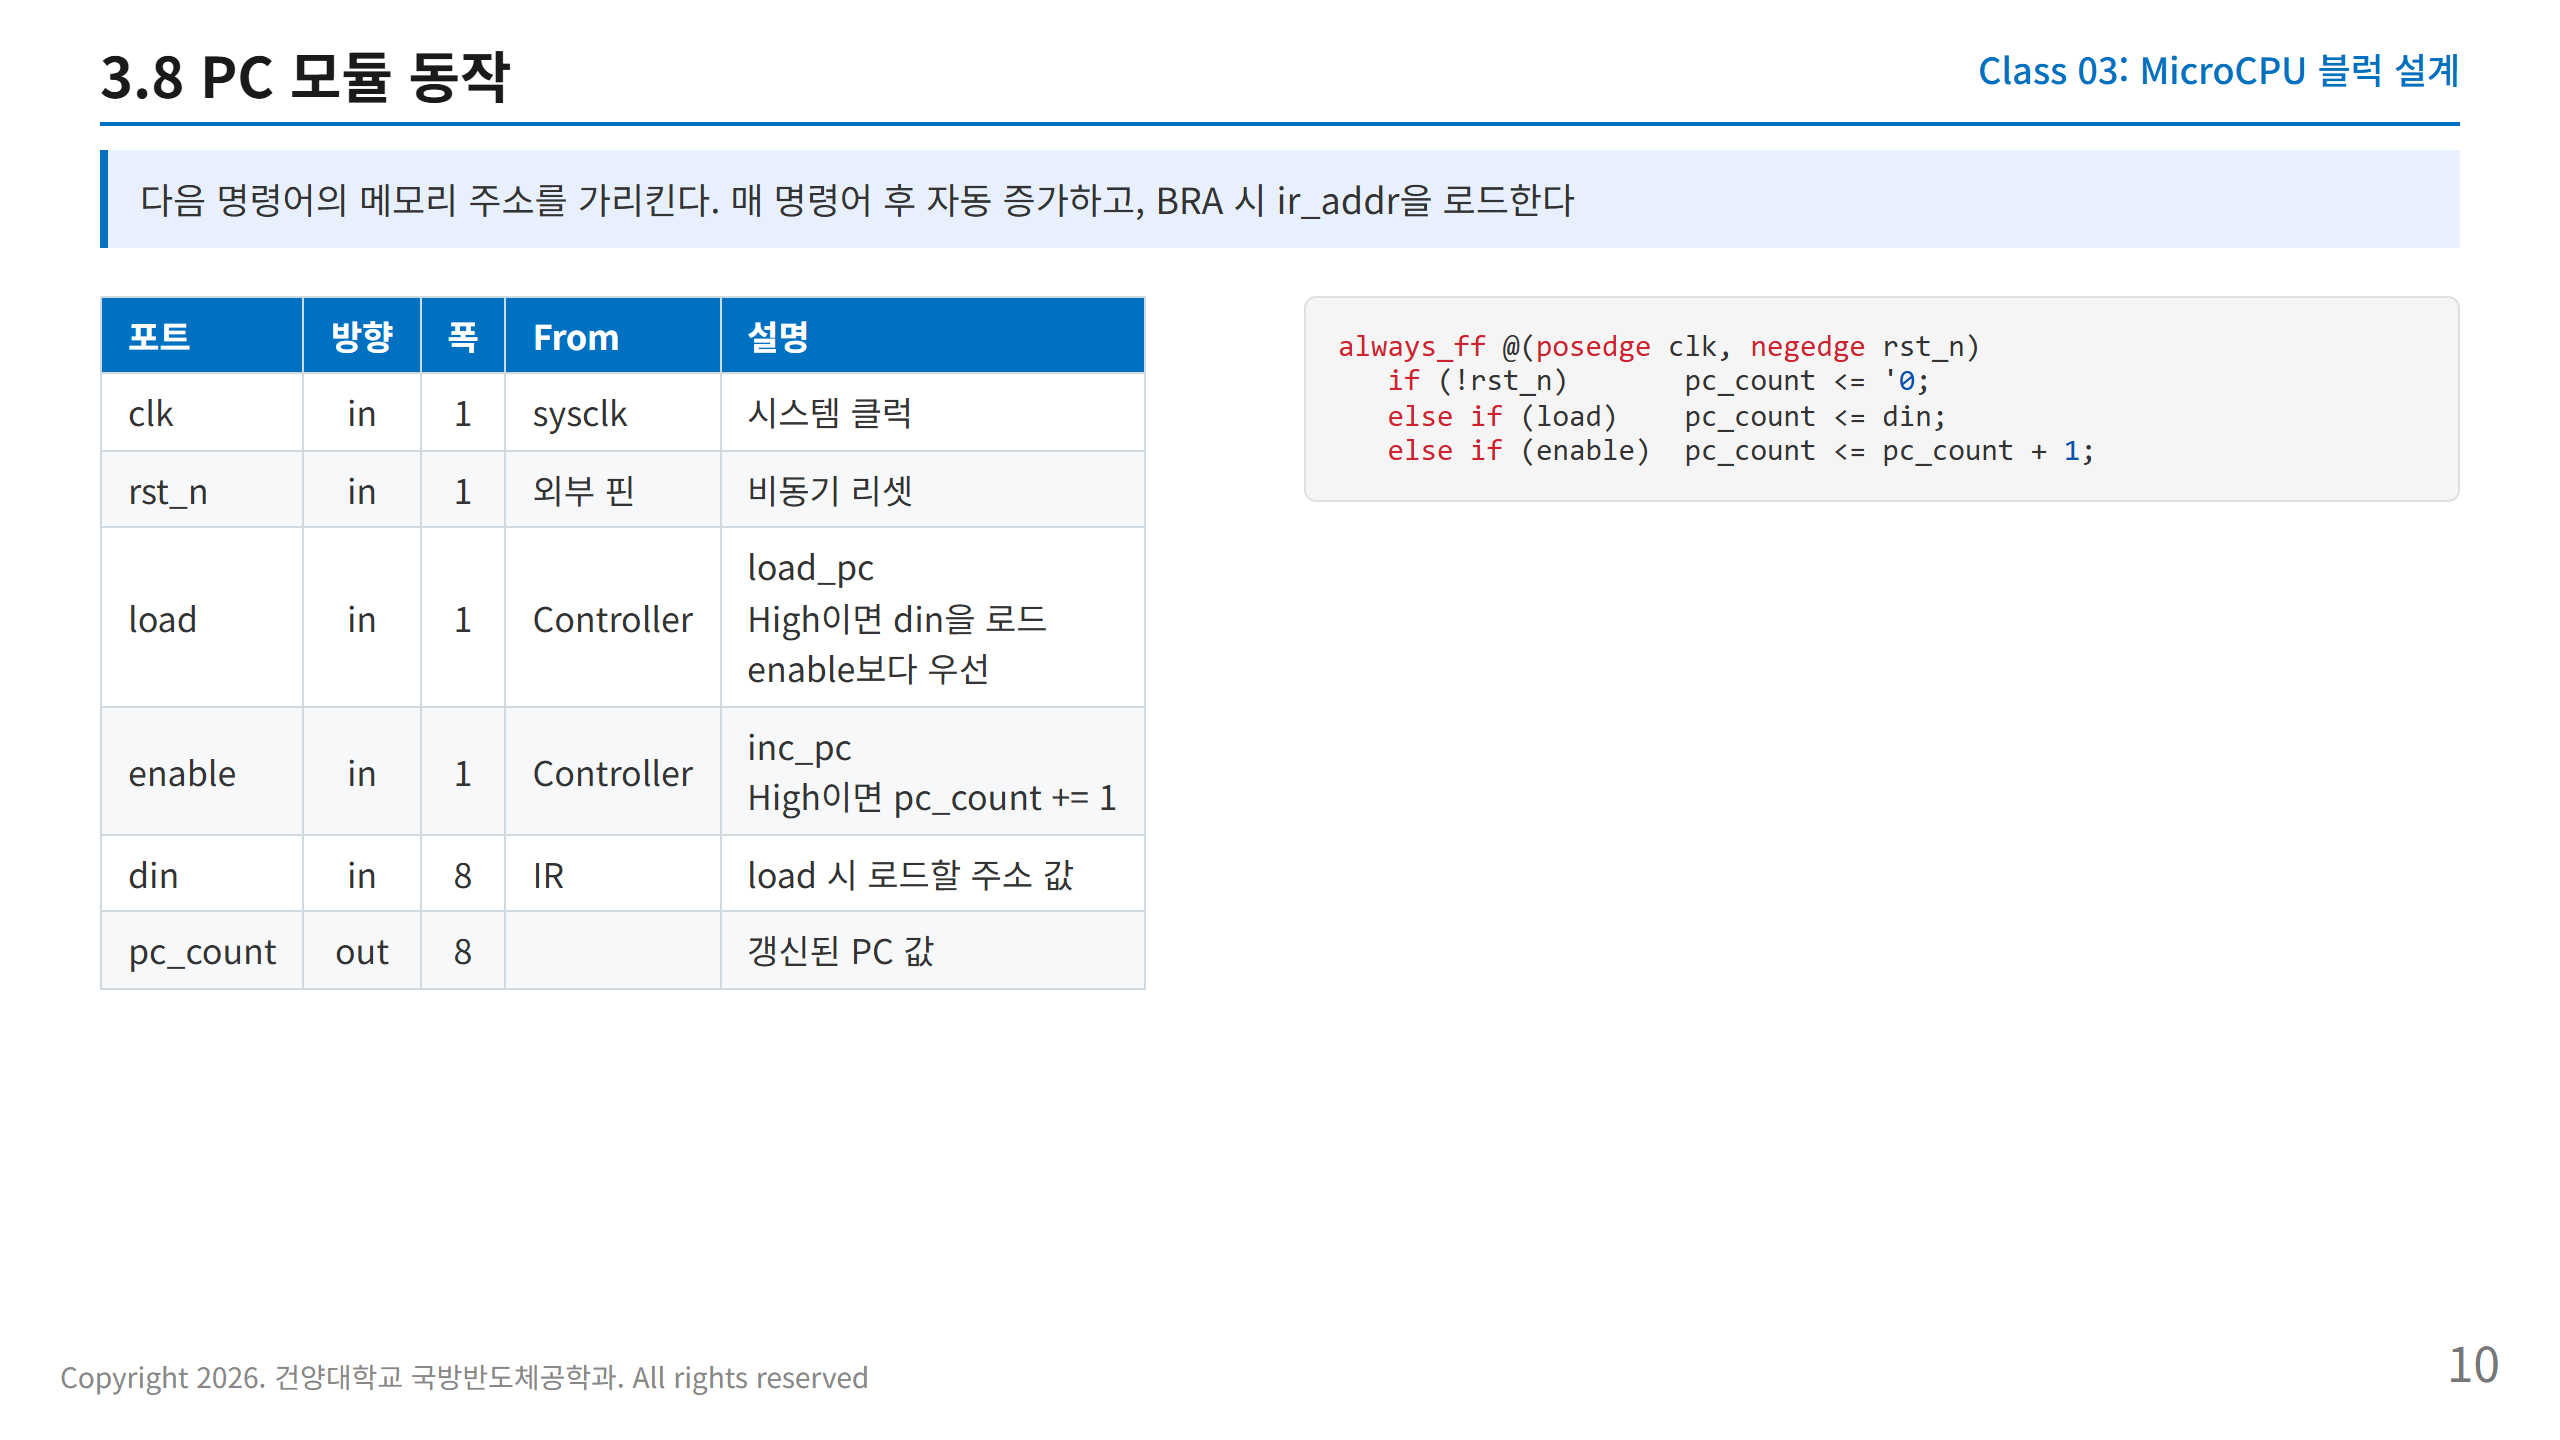 3.8 PC 모듈 동작
Class 03: MicroCPU 블럭 설계
다음 명령어의 메모리 주소를 가리킨다. 매 명령어 후 자동 증가하고, BRA 시 ir_addr을 로드한다
포트 방향 폭 From 설명
clk in 1 sysclk 시스템 클럭
rst_n in 1 외부 핀 비동기 리셋
load in 1 Controller load_pc
High이면 din을 로드
enable보다 우선
enable in 1 Controller inc_pc
High이면 pc_count += 1
din in 8 IR load 시 로드할 주소 값
pc_count out 8 갱신된 PC 값
always_ff @(posedge clk, negedge rst_n)
if (!rst_n) pc_count <= '0;
else if (load) pc_count <= din;
else if (enable) pc_count <= pc_count + 1;
Copyright 2026. 건양대학교 국방반도체공학과. All rights reserved
10